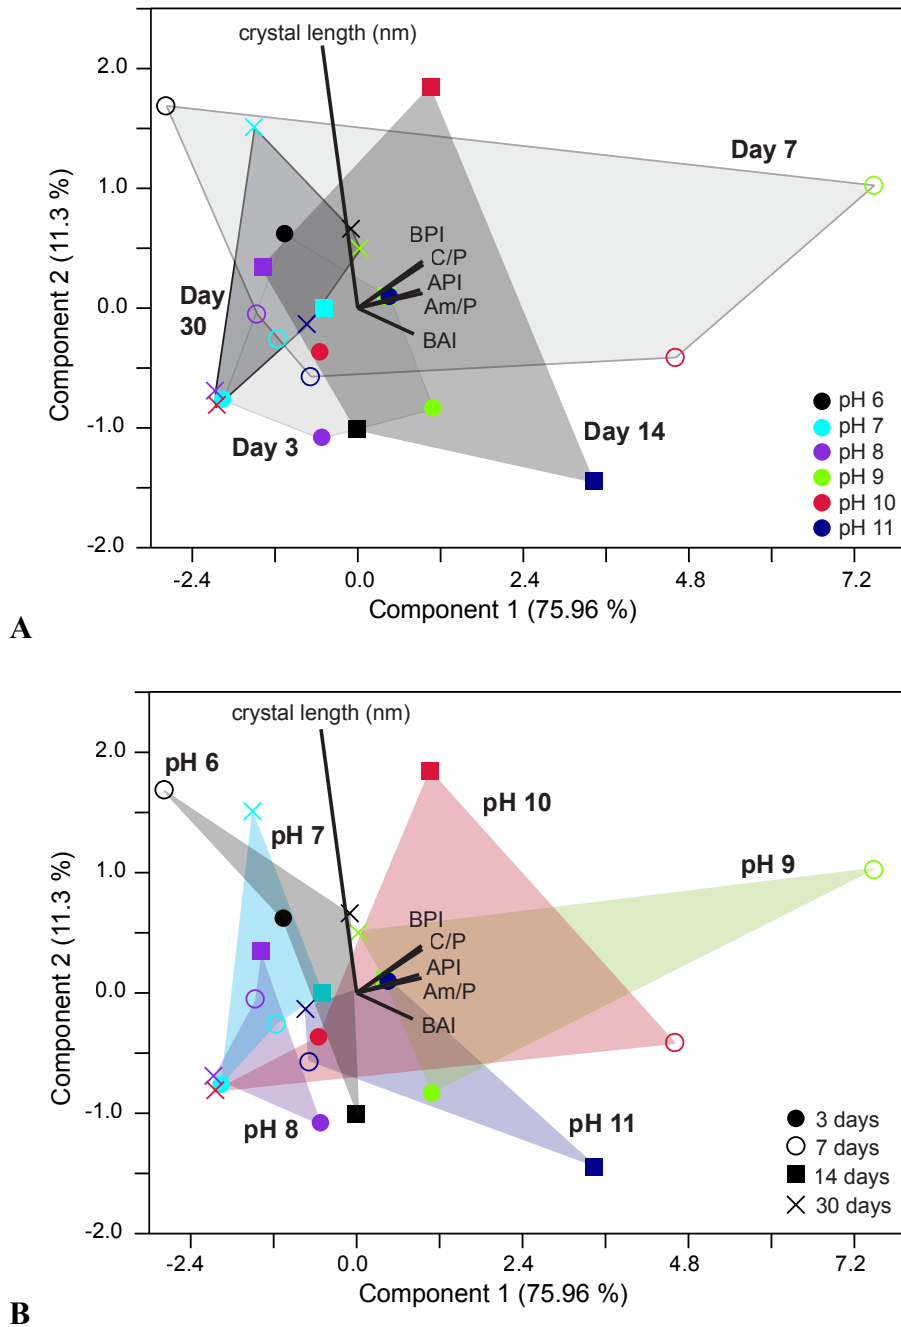 crystal length (nm)
2.0
1.0
0.0
-1.0
-2.0
Component 2 (11.3 %)
Day 7
BPI
C/P
API
Am/P
BAI
Day
30
Day 3
Day 14
pH 6
pH 7
pH 8
pH 9
pH 10
pH 11
-2.4
0.0
2.4
4.8
7.2
Component 1 (75.96 %)
A
crystal length (nm)
2.0
1.0
0.0
-1.0
-2.0
Component 2 (11.3 %)
pH 6
pH 7
pH 10
pH 9
BPI
C/P
API
Am/P
BAI
pH 8
pH 11
3 days
7 days
14 days
30 days
-2.4
0.0
2.4
4.8
7.2
Component 1 (75.96 %)
B